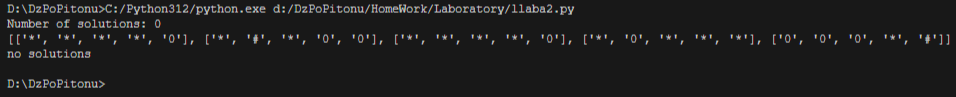 D:\DzPoPitonu>C:/Python312/python.exe d:/DzPoPitonu/HomeWork/Laboratory/llaba2.py
Number of solutions: 0
[['*', '*', '*', '*', '0'], ['*', '#', '*', '0', '0'], ['*', '*', '*', '*', '0'], ['*', '0', '*', '*', '*'], ['0', '0', '0', '*', '#']]
no solutions
D:\DzPoPitonu>